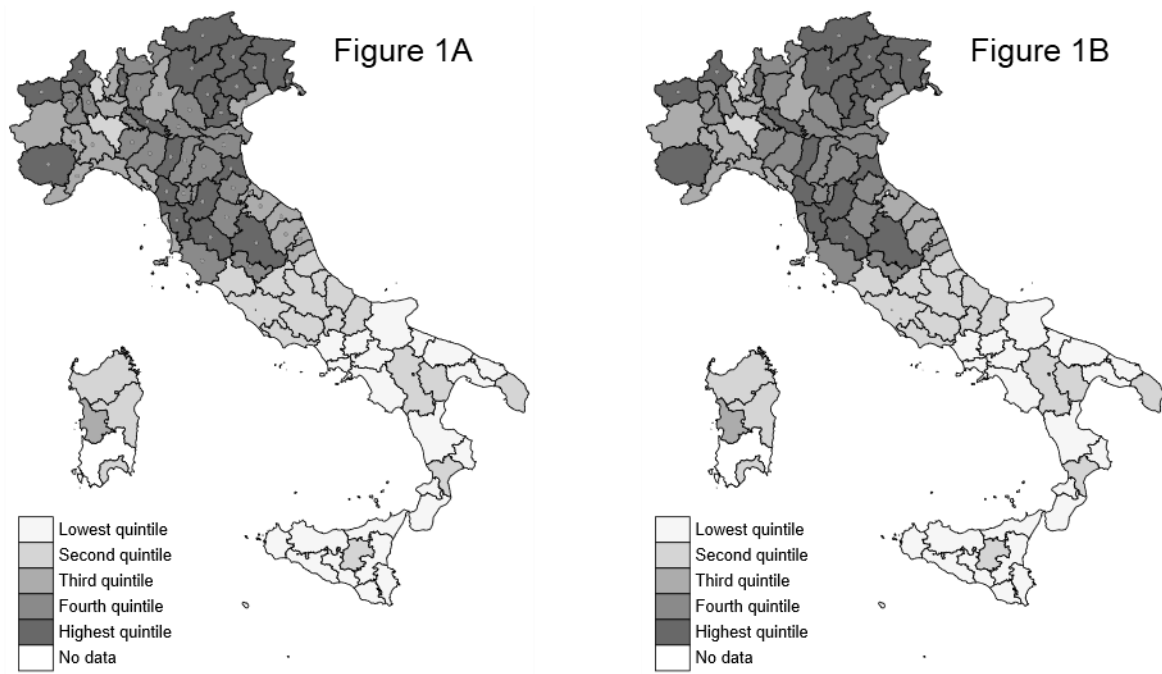 Figure 1A
Figure 1B
Lowest quintile
Second quintile
Third quintile
Fourth quintile
Highest quintile
No data
Lowest quintile
Second quintile
Third quintile
Fourth quintile
Highest quintile
No data